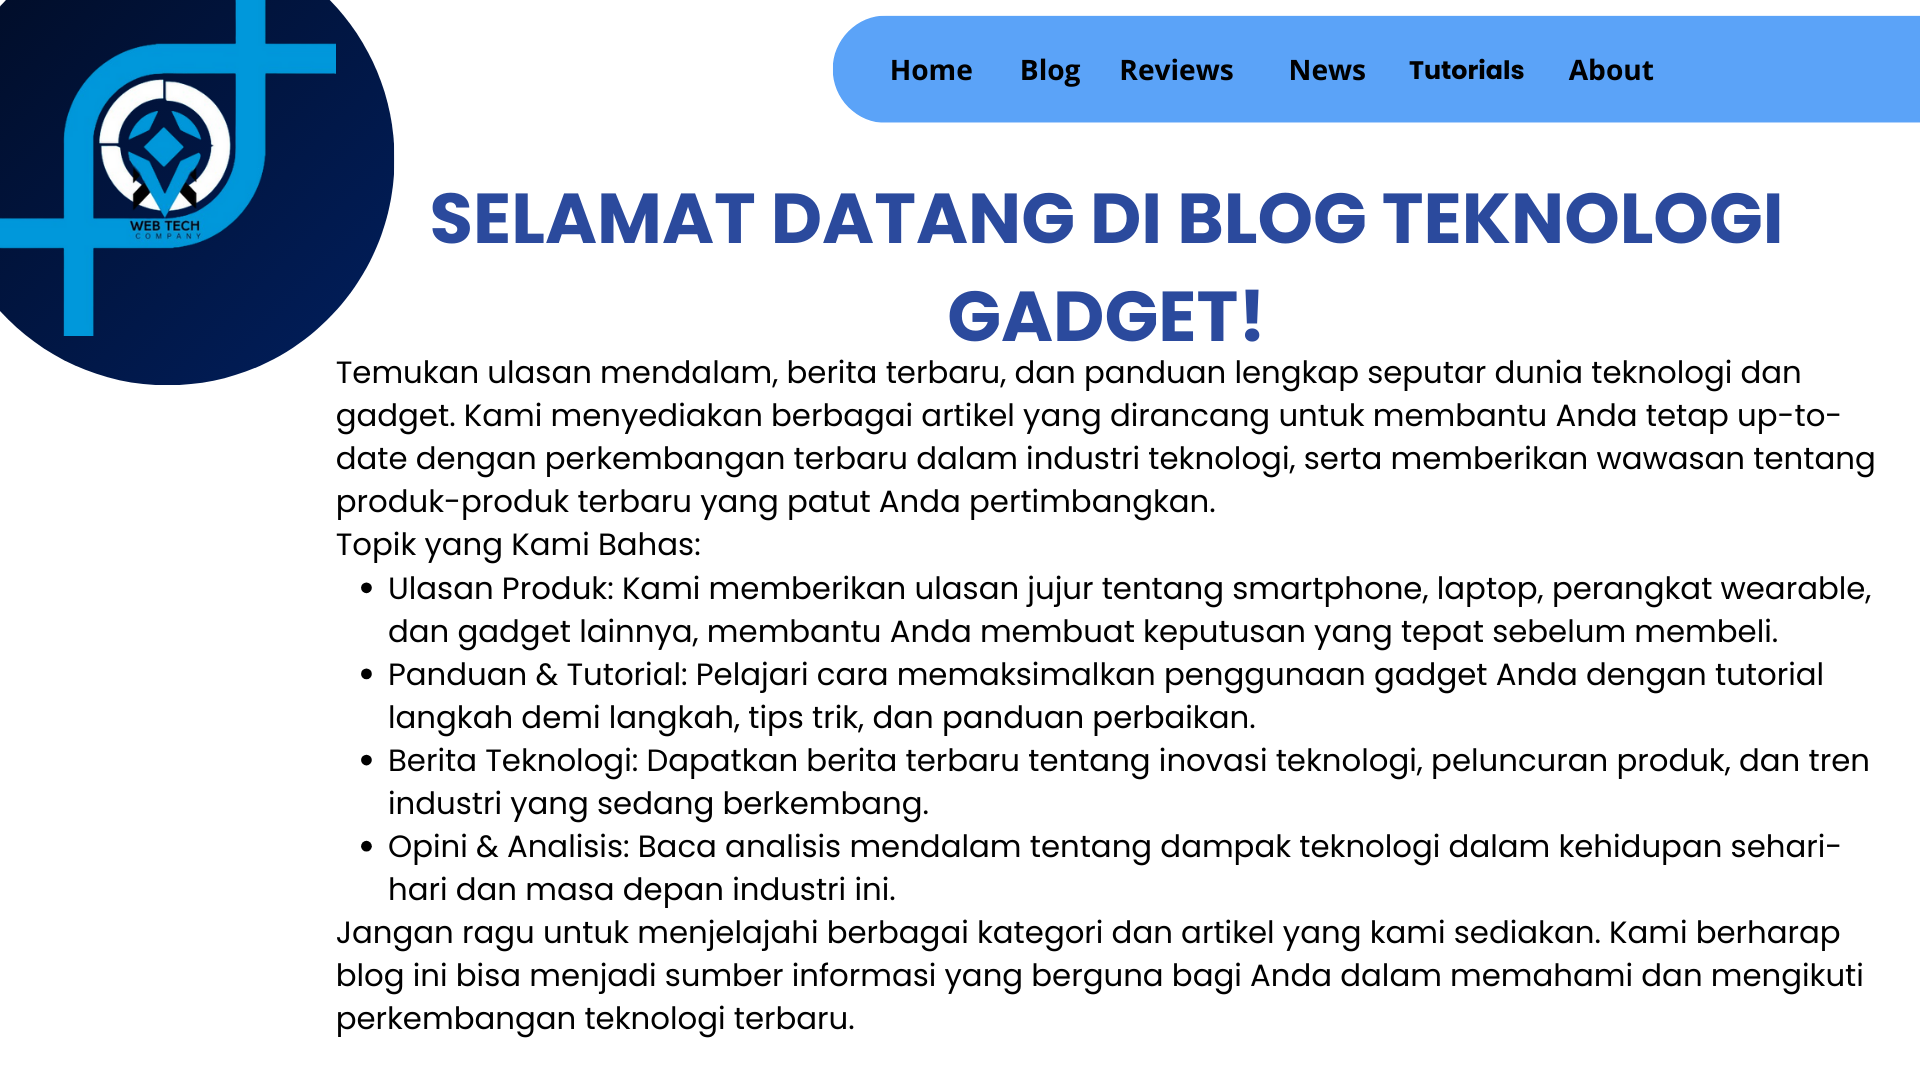 Home Blog Reviews News Tutorials About
WEB TECH
COMPANY
SELAMAT DATANG DI BLOG TEKNOLOGI
GADGET!
Temukan ulasan mendalam, berita terbaru, dan panduan lengkap seputar dunia teknologi dan
gadget. Kami menyediakan berbagai artikel yang dirancang untuk membantu Anda tetap up-to-
date dengan perkembangan terbaru dalam industri teknologi, serta memberikan wawasan tentang
produk-produk terbaru yang patut Anda pertimbangkan.
Topik yang Kami Bahas:
• Ulasan Produk: Kami memberikan ulasan jujur tentang smartphone, laptop, perangkat wearable,
dan gadget lainnya, membantu Anda membuat keputusan yang tepat sebelum membeli.
• Panduan & Tutorial: Pelajari cara memaksimalkan penggunaan gadget Anda dengan tutorial
langkah demi langkah, tips trik, dan panduan perbaikan.
• Berita Teknologi: Dapatkan berita terbaru tentang inovasi teknologi, peluncuran produk, dan tren
industri yang sedang berkembang.
• Opini & Analisis: Baca analisis mendalam tentang dampak teknologi dalam kehidupan sehari-
hari dan masa depan industri ini.
Jangan ragu untuk menjelajahi berbagai kategori dan artikel yang kami sediakan. Kami berharap
blog ini bisa menjadi sumber informasi yang berguna bagi Anda dalam memahami dan mengikuti
perkembangan teknologi terbaru.